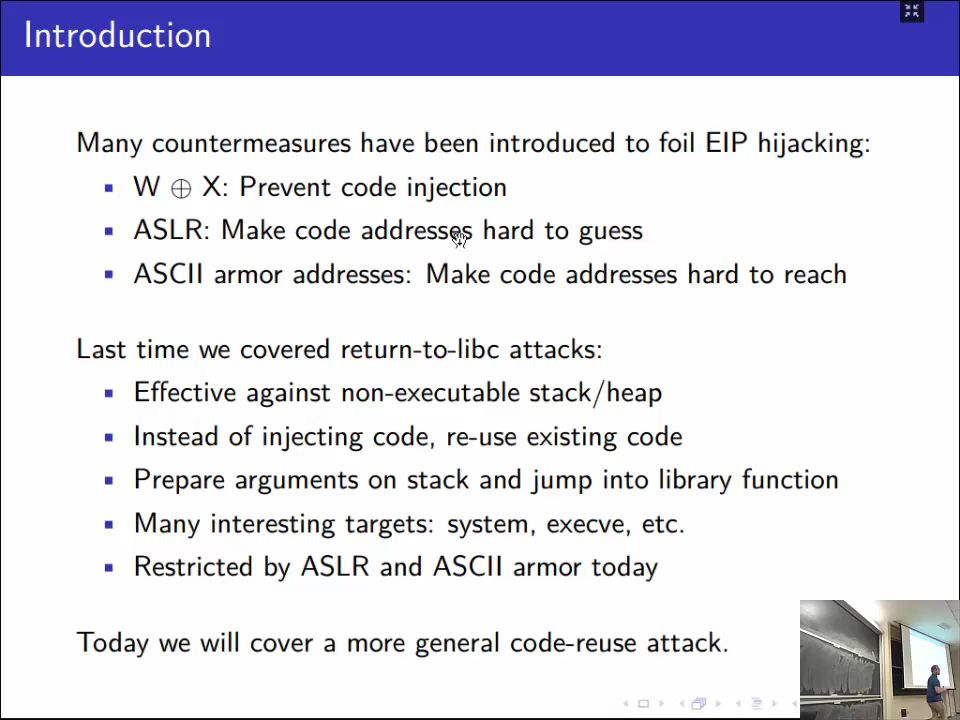 Introduction
Many countermeasures have been introduced to foil EIP hijacking:
W ⊕ X: Prevent code injection
ASLR: Make code addresses hard to guess
ASCII armor addresses: Make code addresses hard to reach
Last time we covered return-to-libc attacks:
Effective against non-executable stack/heap
Instead of injecting code, re-use existing code
Prepare arguments on stack and jump into library function
Many interesting targets: system, execve, etc.
Restricted by ASLR and ASCII armor today
Today we will cover a more general code-reuse attack.